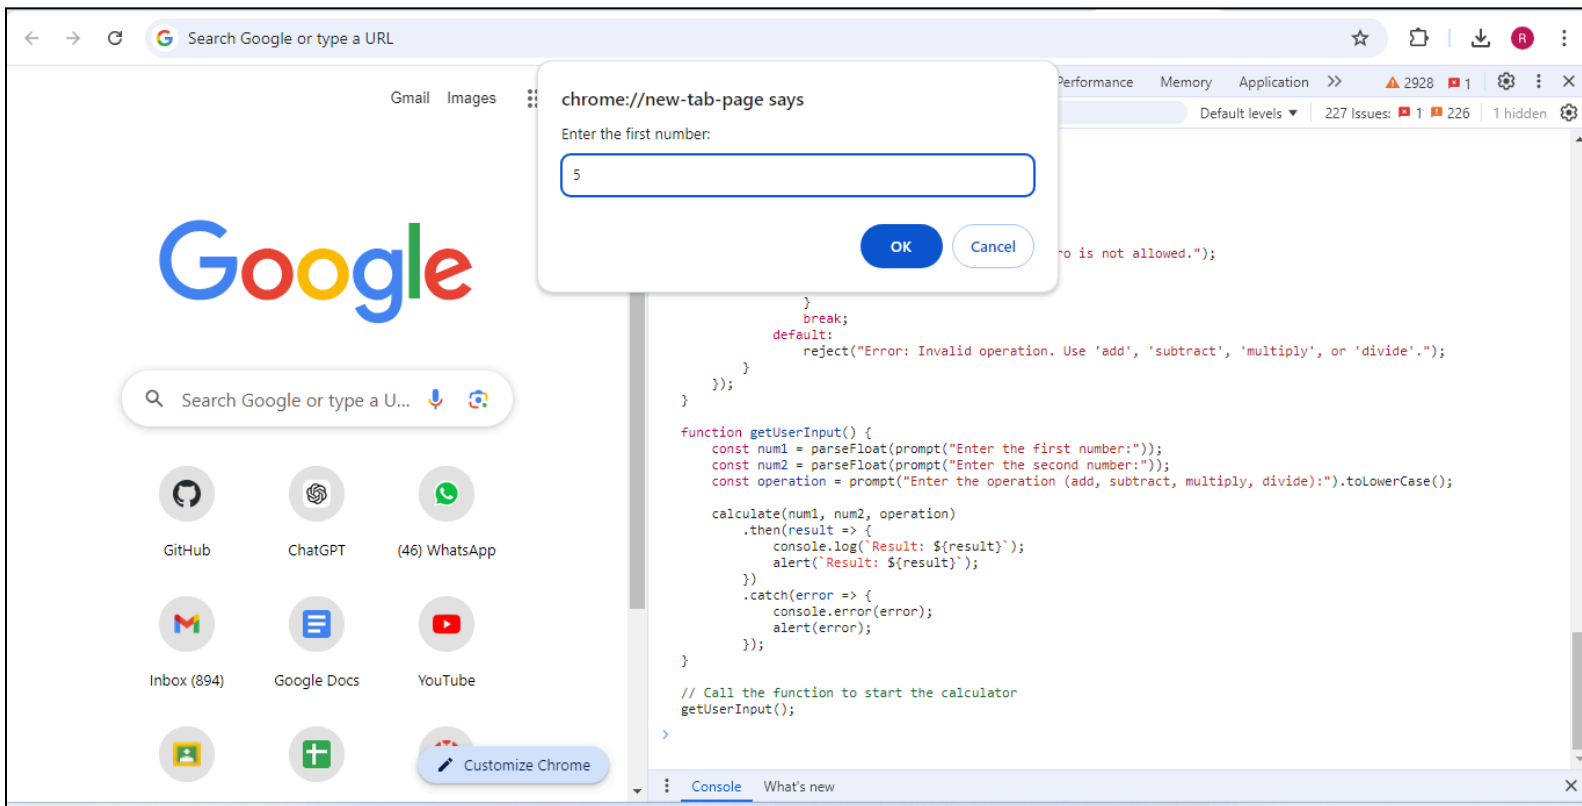 Search Google or type a URL
R
Gmail Images
chrome://new-tab-page says
Enter the first number:
5
OK Cancel
Performance Memory Application 2928 1
Default levels ▼ 227 Issues: 1 226 1 hidden
Google
Search Google or type a U...
GitHub ChatGPT (46) WhatsApp
Inbox (894) Google Docs YouTube
Customize Chrome
ro is not allowed.");
}
break;
default:
reject("Error: Invalid operation. Use 'add', 'subtract', 'multiply', or 'divide'.");
}
});
}
function getUserInput() {
const num1 = parseFloat(prompt("Enter the first number:"));
const num2 = parseFloat(prompt("Enter the second number:"));
const operation = prompt("Enter the operation (add, subtract, multiply, divide):").toLowerCase();
calculate(num1, num2, operation)
.then(result => {
console.log(`Result: ${result}`);
alert(`Result: ${result}`);
})
.catch(error => {
console.error(error);
alert(error);
});
}
// Call the function to start the calculator
getUserInput();
Console What's new